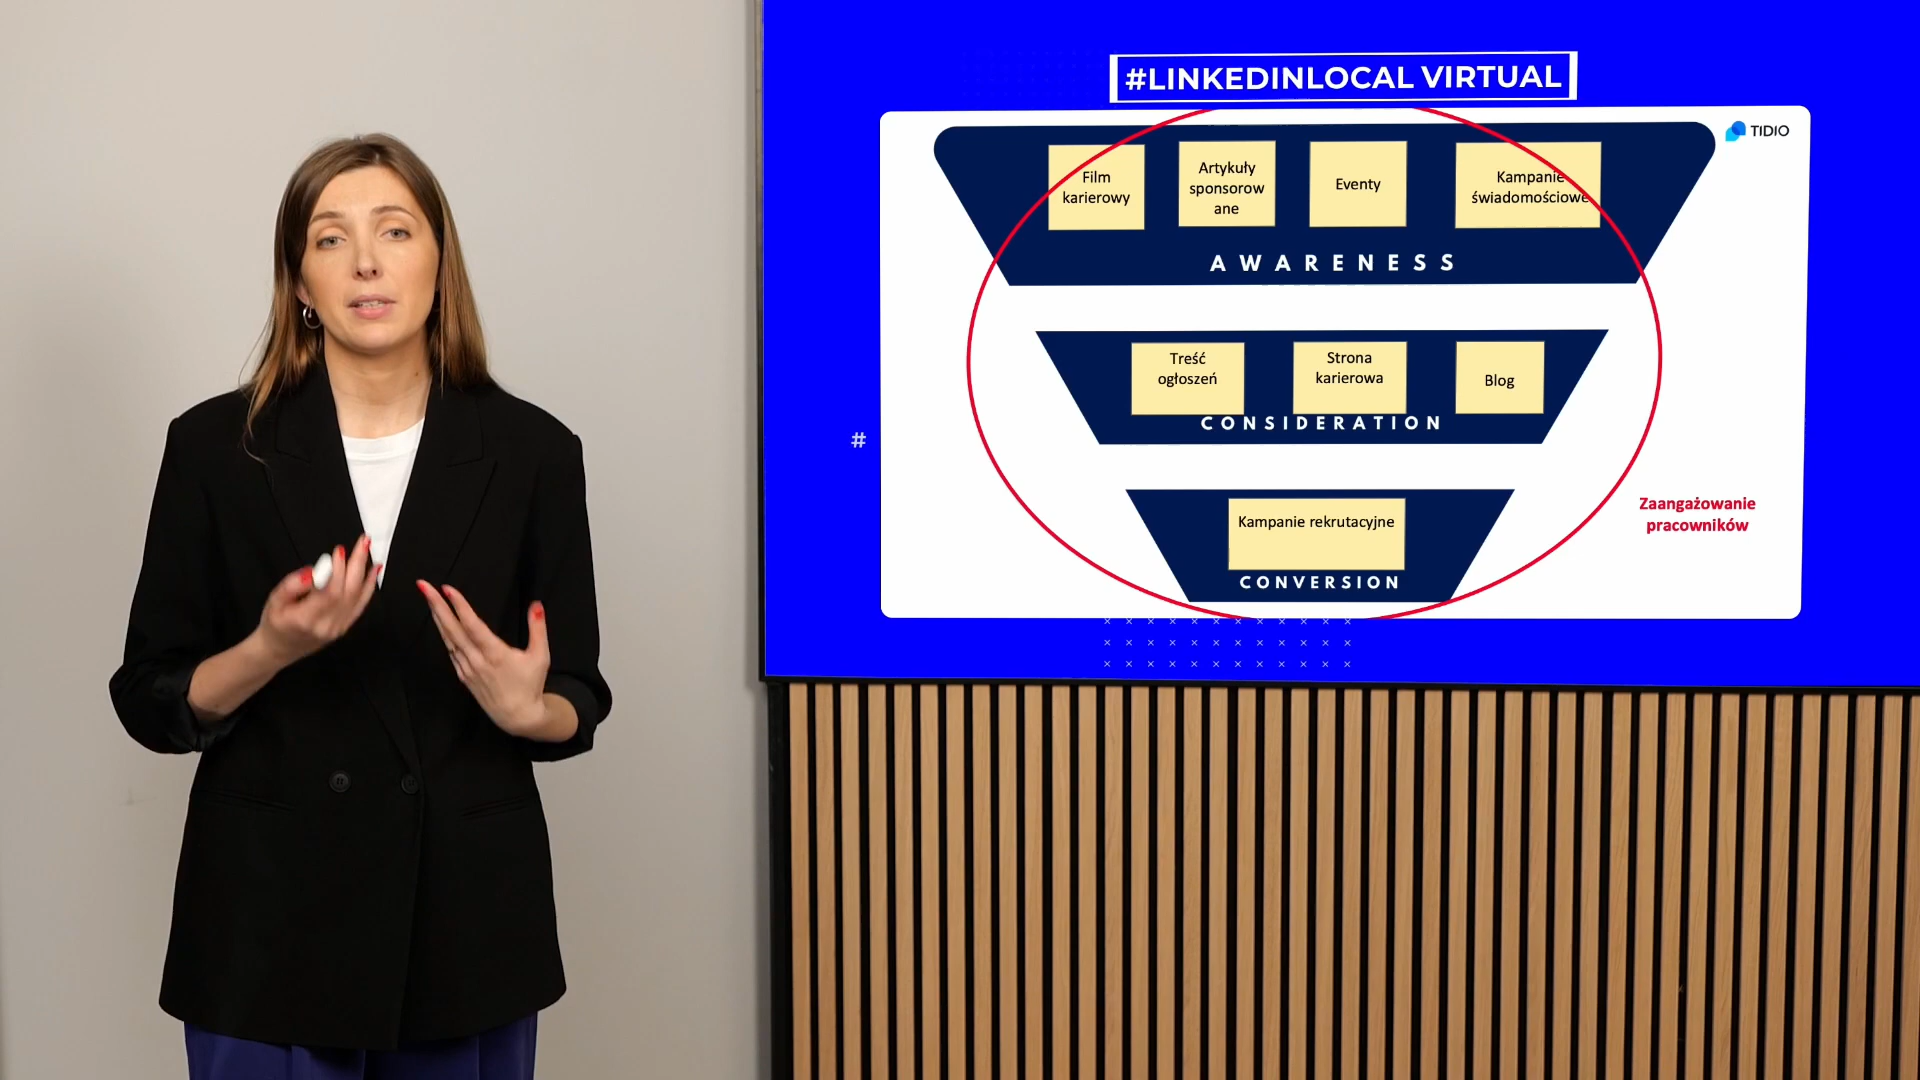 #LINKEDINLOCAL VIRTUAL
TIDIO
Film
karierowy
Artykuły
sponsorow
ane
Eventy
Kampanie
świadomościowe
AWARENESS
Treść
ogłoszeń
Strona
karierowa
Blog
CONSIDERATION
#
Zaangażowanie
pracowników
Kampanie rekrutacyjne
CONVERSION